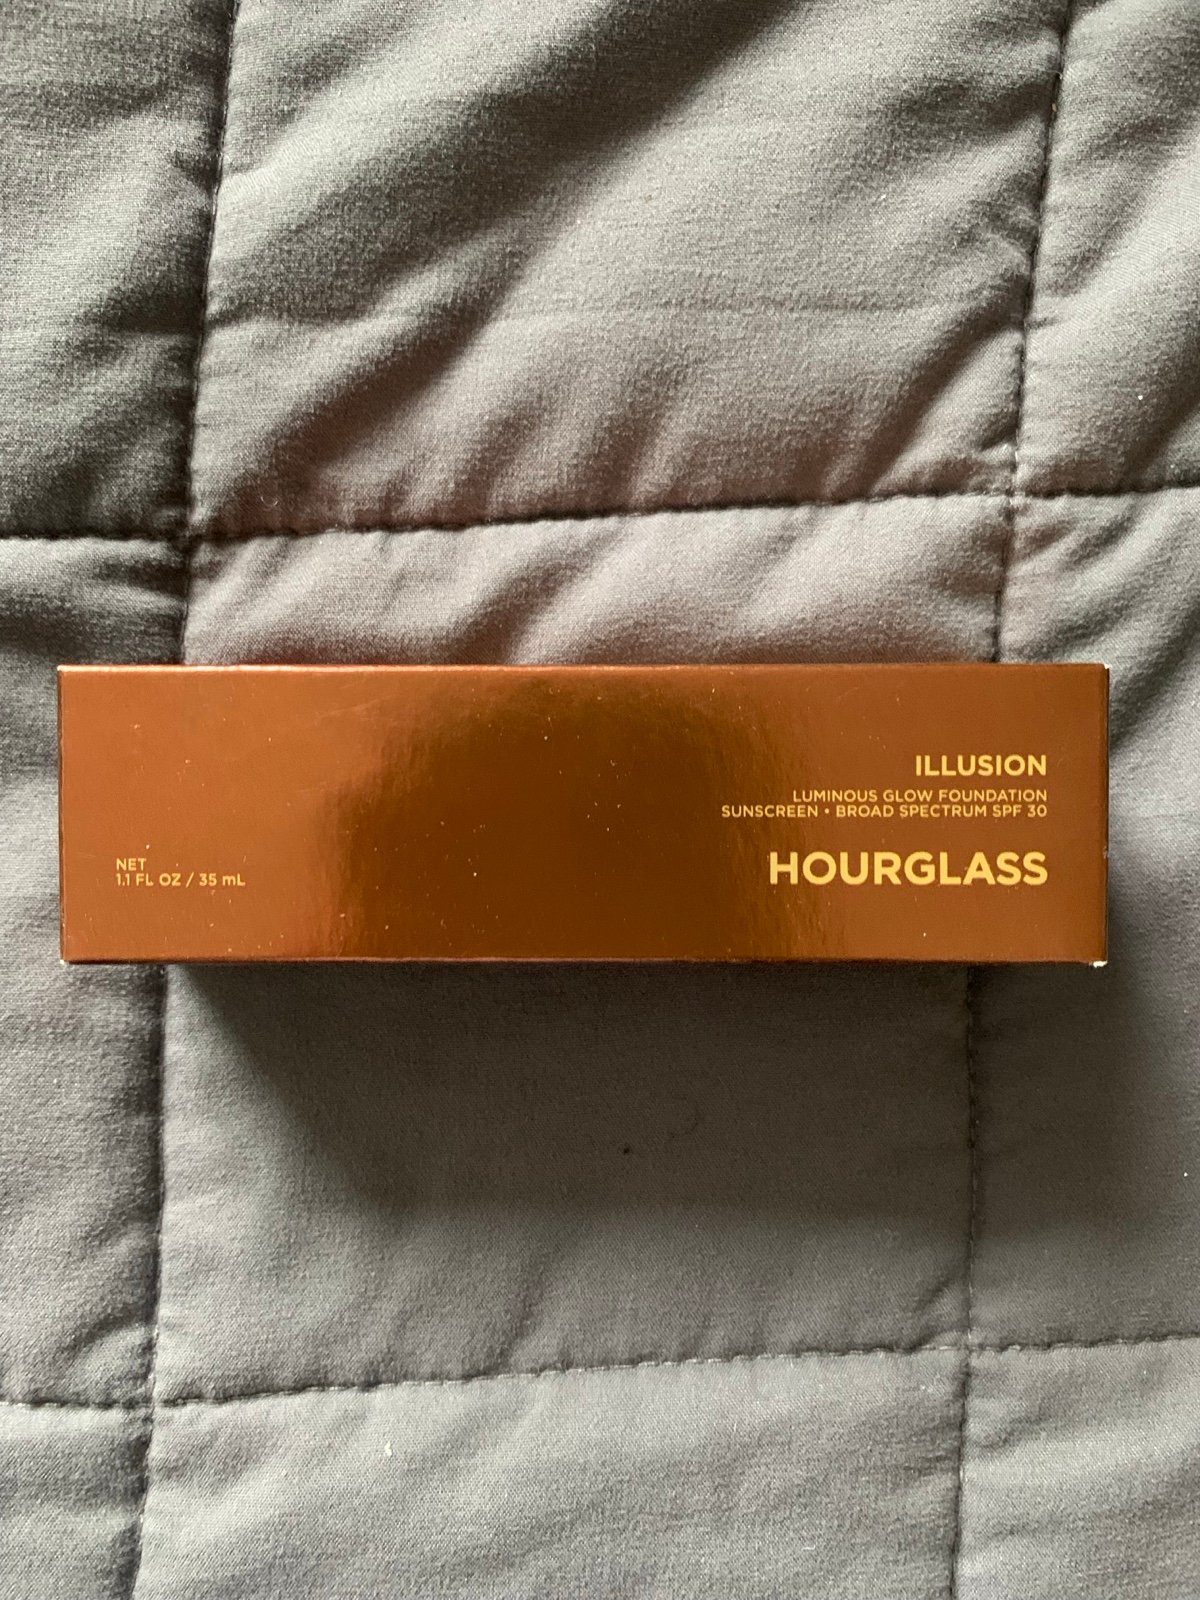 ILLUSION
LUMINOUS GLOW FOUNDATION
SUNSCREEN • BROAD SPECTRUM SPF 30
HOURGLASS
NET
1.1 FL OZ / 35 mL